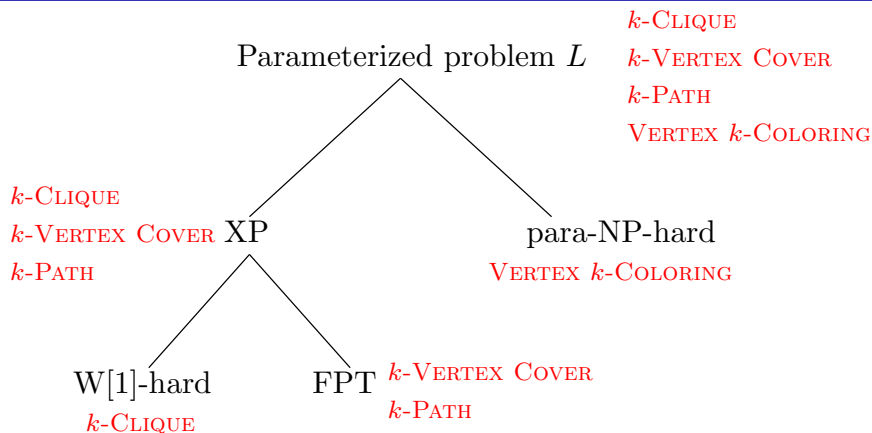 k-CLIQUE
Parameterized problem L
k-VERTEX COVER
k-PATH
VERTEX k-COLORING
k-CLIQUE
k-VERTEX COVER XP
k-PATH
para-NP-hard
VERTEX k-COLORING
W[1]-hard
k-CLIQUE
FPT k-VERTEX COVER
k-PATH